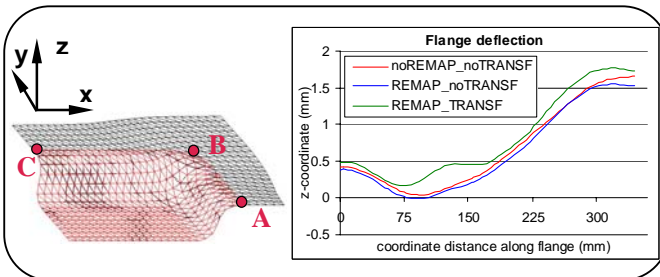 z
y
x
C
B
A
Flange deflection
noREMAP_noTRANSF
REMAP_noTRANSF
REMAP_TRANSF
z-coordinate (mm)
2
1.5
1
0.5
0
-0.5
0 75 150 225 300
coordinate distance along flange (mm)